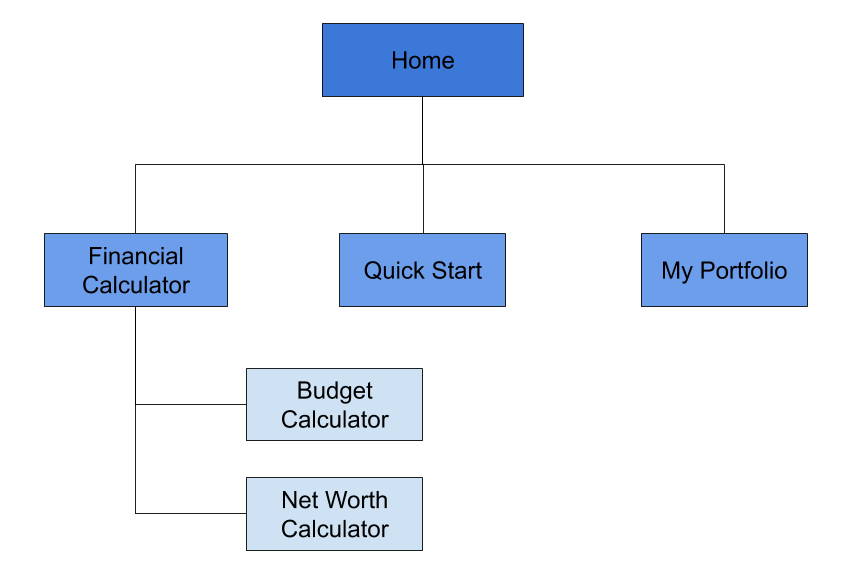 Home
Financial
Calculator
Quick Start
My Portfolio
Budget
Calculator
Net Worth
Calculator